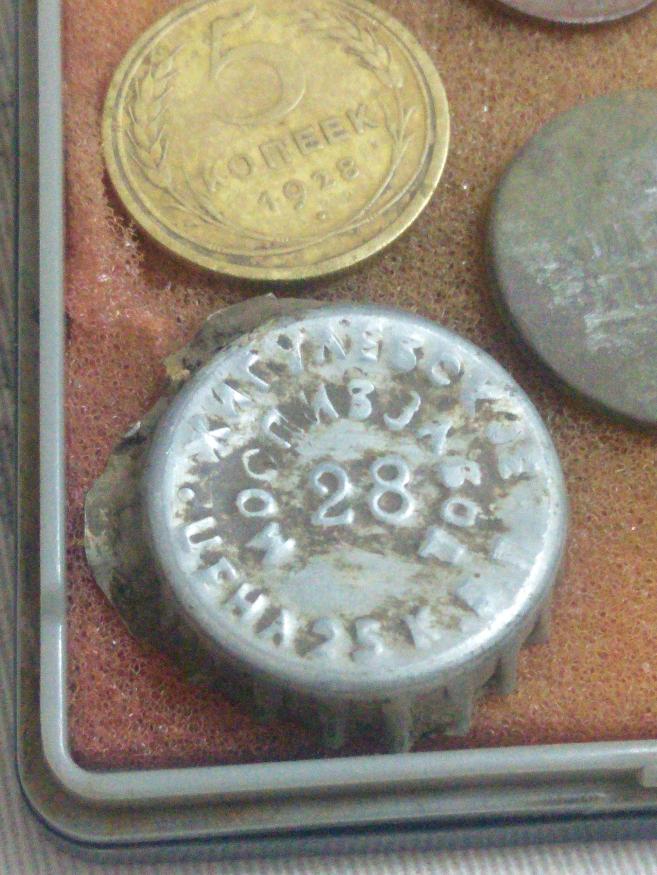 5
КОПЕЕК
1928
ЖИГУЛЕВСКОЕ
МОСПИВЗАВОД
28
ЦЕНА 25 К.